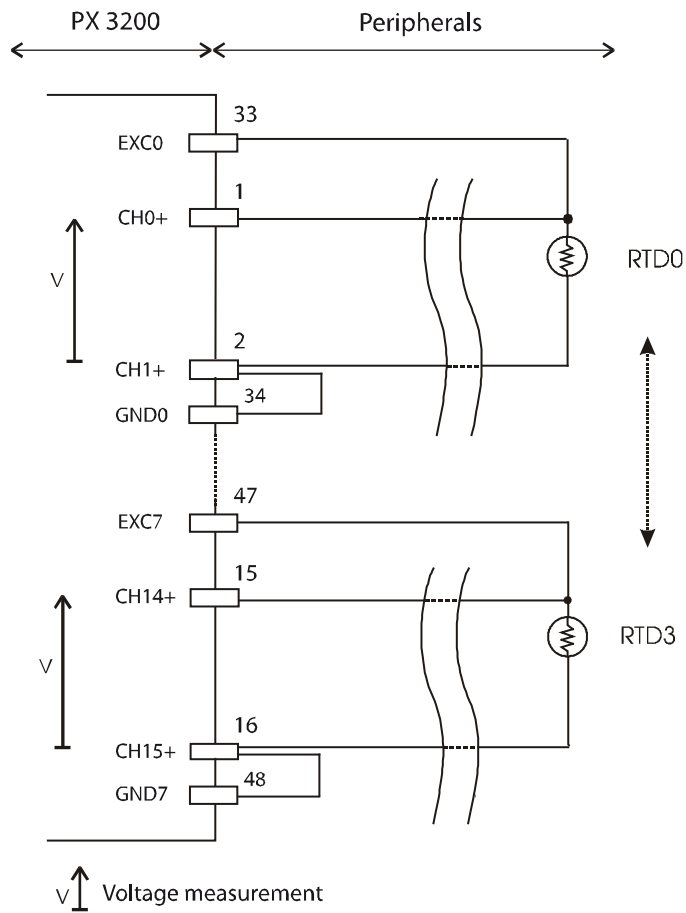 PX 3200 Peripherals
33
EXC0
1
CH0+
V
RTD0
2
CH1+
34
GND0
47
EXC7
15
CH14+
V
RTD3
16
CH15+
48
GND7
V Voltage measurement